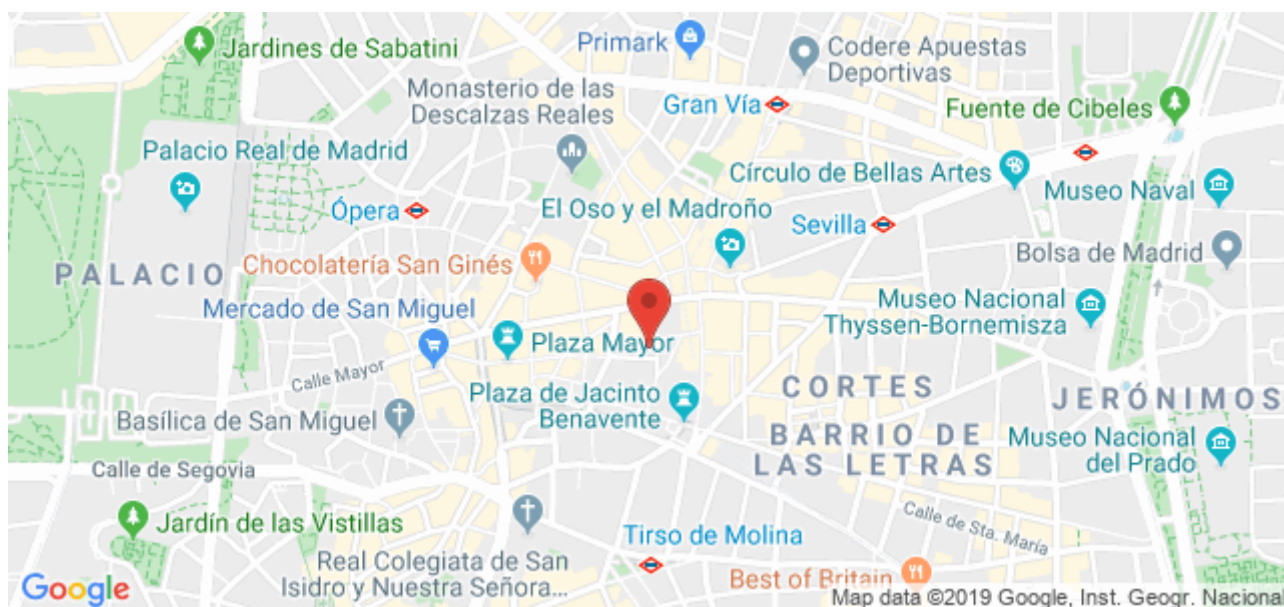 Jardines de Sabatini
Primark
Codere Apuestas
Deportivas
Monasterio de las
Descalzas Reales
Gran Vía
Fuente de Cibeles
Palacio Real de Madrid
Círculo de Bellas Artes
Museo Naval
Ópera
El Oso y el Madroño
Sevilla
Bolsa de Madrid
PALACIO
Chocolatería San Ginés
Mercado de San Miguel
Museo Nacional
Thyssen-Bornemisza
Plaza Mayor
Calle Mayor
Plaza de Jacinto
Benavente
CORTES
JERÓNIMOS
Basílica de San Miguel
BARRIO DE
LAS LETRAS
Museo Nacional
del Prado
Calle de Segovia
Jardín de las Vistillas
Calle de Sta. María
Tirso de Molina
Real Colegiata de San
Isidro y Nuestra Señora...
Best of Britain
Google
Map data ©2019 Google, Inst. Geogr. Naciona